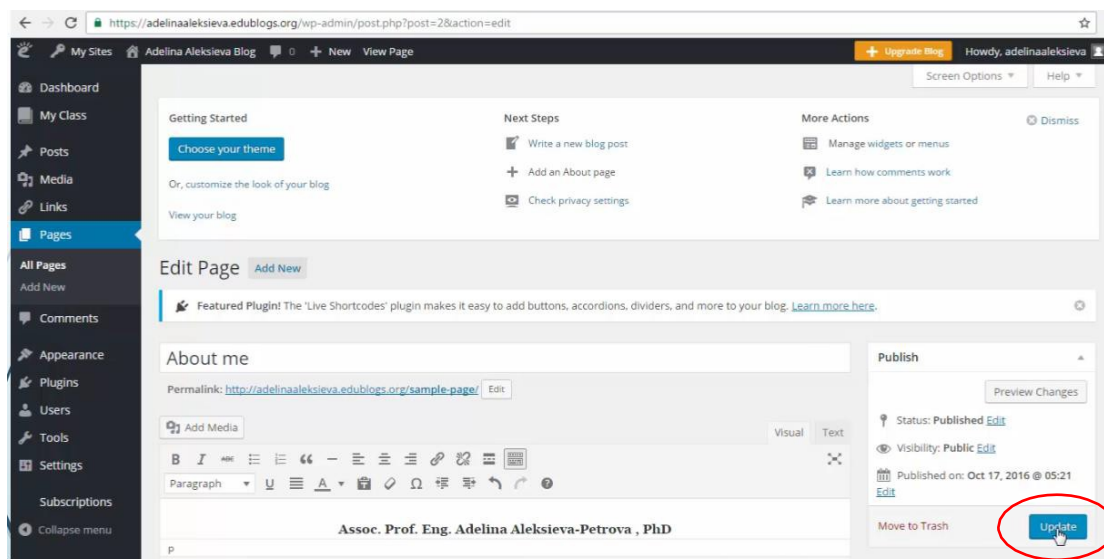 https://adelinaaleksieva.edublogs.org/wp-admin/post.php?post=2&action=edit
My Sites Adelina Aleksieva Blog 0 + New View Page + Upgrade Blog Howdy, adelinaaleksieva
Screen Options Help
Dashboard
My Class
Posts
Media
Links
Pages
All Pages
Add New
Comments
Appearance
Plugins
Users
Tools
Settings
Subscriptions
Collapse menu
Getting Started
Choose your theme
Or, customize the look of your blog
View your blog
Next Steps
Write a new blog post
Add an About page
Check privacy settings
More Actions
Dismiss
Manage widgets or menus
Learn how comments work
Learn more about getting started
Edit Page Add New
Featured Plugin! The 'Live Shortcodes' plugin makes it easy to add buttons, accordions, dividers, and more to your blog. Learn more here.
About me
Permalink: http://adelinaaleksieva.edublogs.org/sample-page/ Edit
Add Media
Visual Text
B I ABC
Paragraph U A Ω
Assoc. Prof. Eng. Adelina Aleksieva-Petrova , PhD
P
Publish
Preview Changes
Status: Published Edit
Visibility: Public Edit
Published on: Oct 17, 2016 @ 05:21
Edit
Move to Trash Update